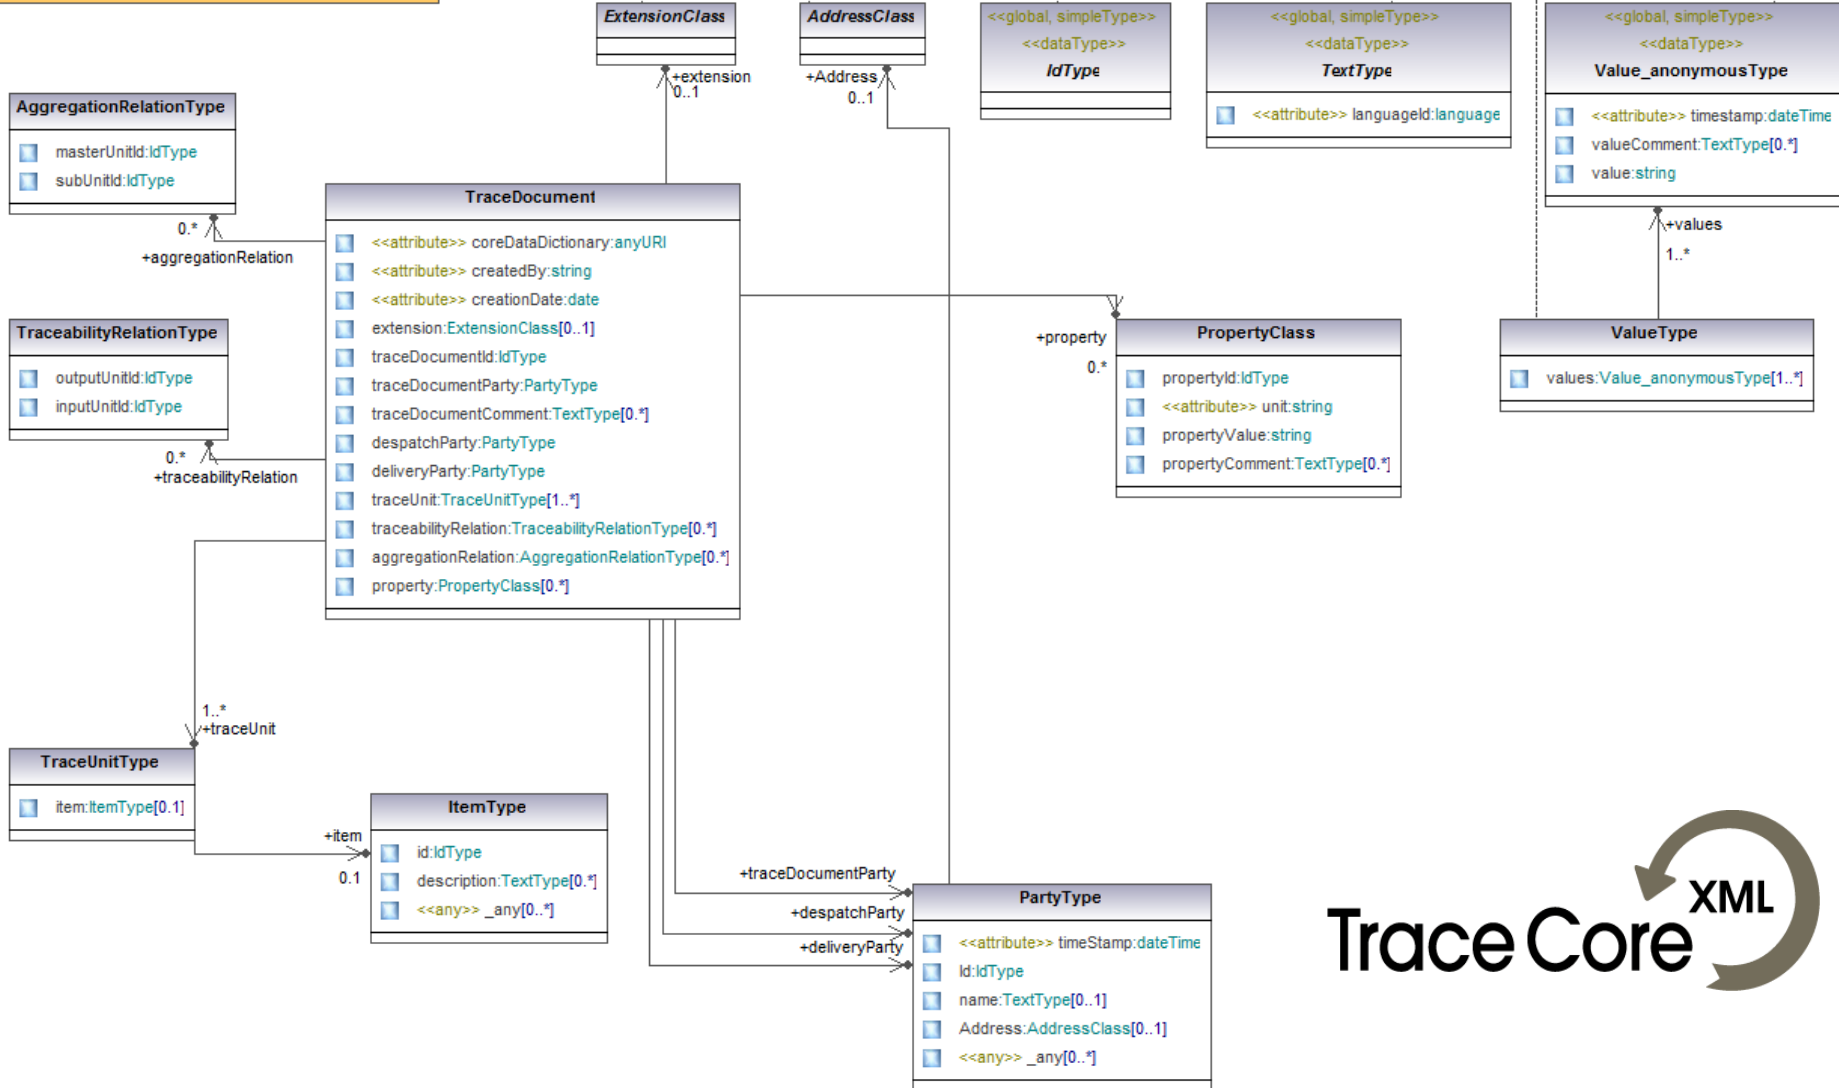 ExtensionClass
AddressClass
<<global, simpleType>>
<<dataType>>
IdType
<<global, simpleType>>
<<dataType>>
TextType
<<attribute>> languageId:language
<<global, simpleType>>
<<dataType>>
Value_anonymousType
<<attribute>> timestamp:dateTime
valueComment:TextType[0.*]
value:string
+extension
0..1
+Address
0..1
+values
1..*
AggregationRelationType
masterUnitId:IdType
subUnitId:IdType
0.*
+aggregationRelation
TraceDocument
<<attribute>> coreDataDictionary:anyURI
<<attribute>> createdBy:string
<<attribute>> creationDate:date
extension:ExtensionClass[0..1]
traceDocumentId:IdType
traceDocumentParty:PartyType
traceDocumentComment:TextType[0.*]
despatchParty:PartyType
deliveryParty:PartyType
traceUnit:TraceUnitType[1..*]
traceabilityRelation:TraceabilityRelationType[0.*]
aggregationRelation:AggregationRelationType[0.*]
property:PropertyClass[0.*]
TraceabilityRelationType
outputUnitId:IdType
inputUnitId:IdType
0.*
+traceabilityRelation
+property
0.*
PropertyClass
propertyId:IdType
<<attribute>> unit:string
propertyValue:string
propertyComment:TextType[0.*]
ValueType
values:Value_anonymousType[1..*]
1..*
+traceUnit
TraceUnitType
item:ItemType[0.1]
+item
0.1
ItemType
id:IdType
description:TextType[0.*]
<<any>> _any[0..*]
+traceDocumentParty
+despatchParty
+deliveryParty
PartyType
<<attribute>> timeStamp:dateTime
Id:IdType
name:TextType[0..1]
Address:AddressClass[0..1]
<<any>> _any[0..*]
XML
Trace Core